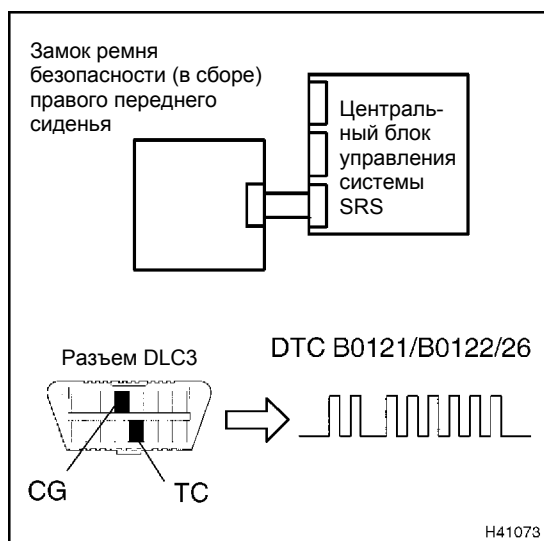 Замок ремня
безопасности (в сборе)
правого переднего
сиденья
Централь-
ный блок
управления
системы
SRS
Разъем DLC3
DTC B0121/B0122/26
CG
TC
H41073